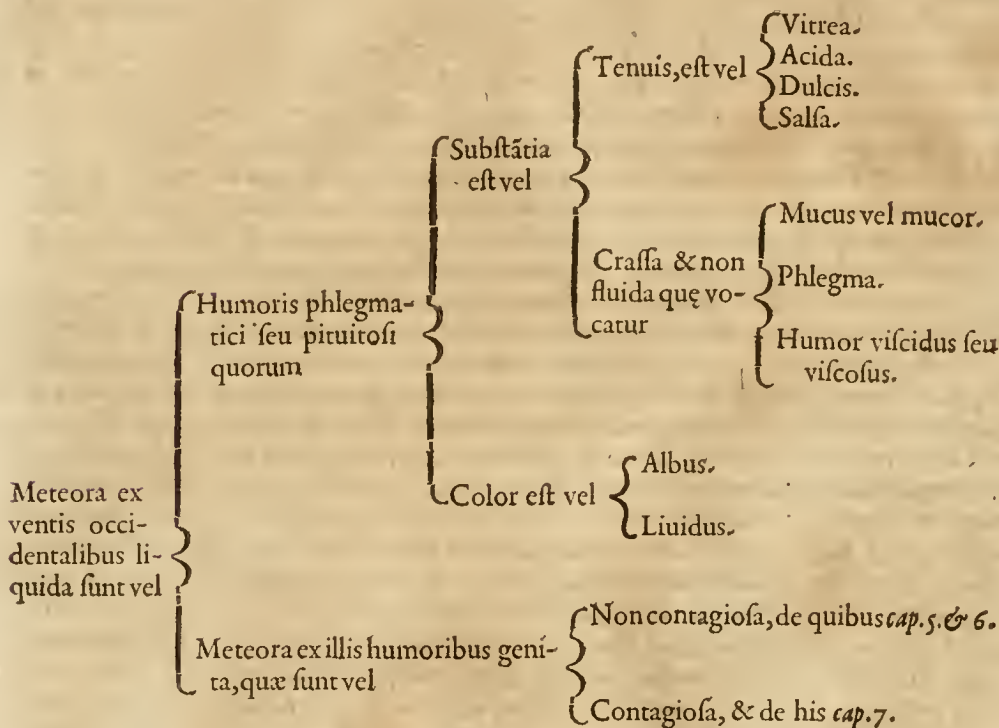 Meteora ex
ventis occi-
dentalibus li-
quida ſunt vel
Humoris phlegma-
tici ſeu pituitoſi
quorum
Subſtãtia
eſt vel
Tenuis, eſt vel
Vitrea.
Acida.
Dulcis.
Salſa.
Craſſa & non
fluida quę vo-
catur
Mucus vel mucor.
Phlegma.
Humor viſcidus ſeu
viſcoſus.
Color eſt vel
Albus.
Liuidus.
Meteora ex illis humoribus geni-
ta, quæ ſunt vel
Non contagioſa, de quibus cap. 5. & 6.
Contagioſa, & de his cap. 7.